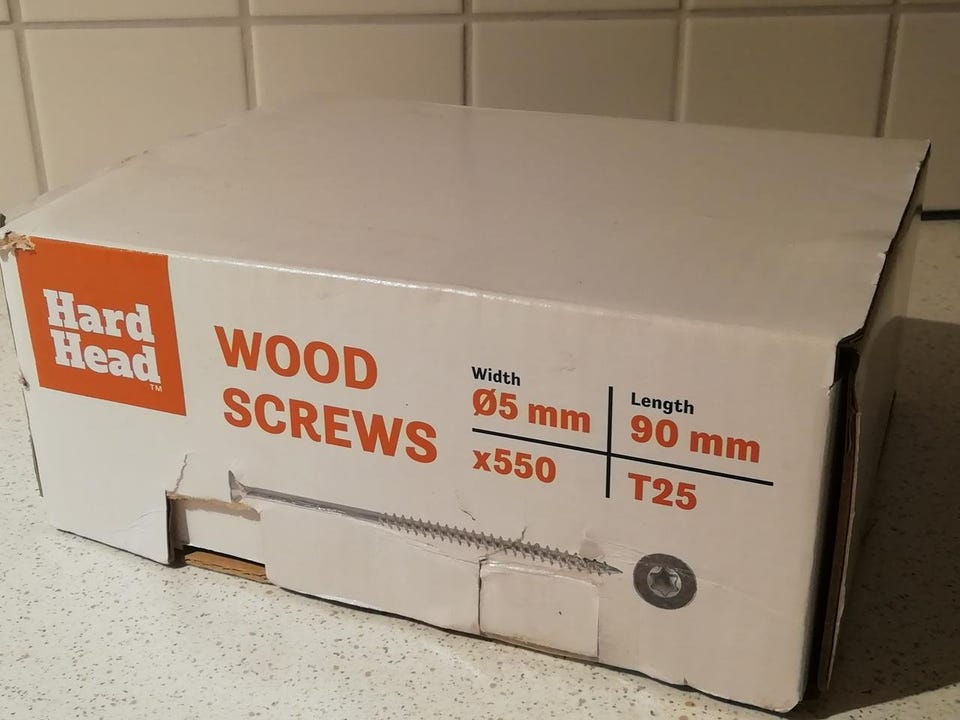 Hard
Head
TM
WOOD
SCREWS
Width
Ø5 mm
Length
90 mm
x550
T25